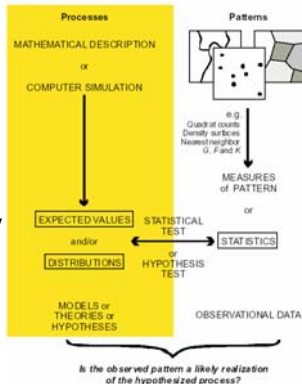 Processes
MATHEMATICAL DESCRIPTION
or
COMPUTER SIMULATION
EXPECTED VALUES
and/or
DISTRIBUTIONS
MODELS or
THEORIES or
HYPOTHESES
STATISTICAL
TEST
or
HYPOTHESIS
TEST
Patterns
e.g.
Quadrat counts
Density surfaces
Nearest neighbor
G, F and K
MEASURES
of PATTERN
or
STATISTICS
OBSERVATIONAL DATA
Is the observed pattern a likely realization
of the hypothesized process?